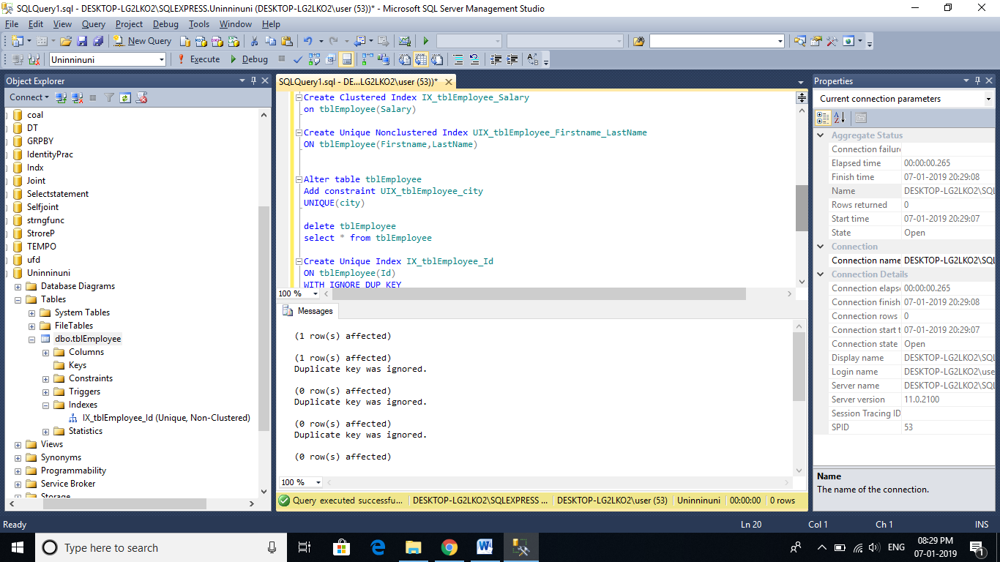 SQLQuery1.sql - DESKTOP-LG2LKO2\SQLEXPRESS.Uninninuni (DESKTOP-LG2LKO2\user (53))* - Microsoft SQL Server Management Studio
File Edit View Query Project Debug Tools Window Help
New Query
Uninninuni Execute Debug
Object Explorer
Connect
coal
DT
GRPBY
IdentityPrac
Indx
Joint
Selectstatement
Selfjoint
strngfunc
StroreP
TEMPO
ufd
Uninninuni
Database Diagrams
Tables
System Tables
FileTables
dbo.tblEmployee
Columns
Keys
Constraints
Triggers
Indexes
IX_tblEmployee_Id (Unique, Non-Clustered)
Statistics
Views
Synonyms
Programmability
Service Broker
Storage
SQLQuery1.sql - DE...LG2LKO2\user (53))*
Create Clustered Index IX_tblEmployee_Salary
on tblEmployee(Salary)
Create Unique Nonclustered Index UIX_tblEmployee_Firstname_LastName
ON tblEmployee(Firstname,LastName)
Alter table tblEmployee
Add constraint UIX_tblEmployee_city
UNIQUE(city)
delete tblEmployee
select * from tblEmployee
Create Unique Index IX_tblEmployee_Id
ON tblEmployee(Id)
WITH IGNORE_DUP_KEY
100 %
Messages
(1 row(s) affected)
(1 row(s) affected)
Duplicate key was ignored.
(0 row(s) affected)
Duplicate key was ignored.
(0 row(s) affected)
Duplicate key was ignored.
(0 row(s) affected)
100 %
Query executed successfu... DESKTOP-LG2LKO2\SQLEXPRESS ... DESKTOP-LG2LKO2\user (53) Uninninuni 00:00:00 0 rows
Properties
Current connection parameters
Aggregate Status
Connection failur
Elapsed time 00:00:00.265
Finish time 07-01-2019 20:29:08
Name DESKTOP-LG2LKO2\SQL
Rows returned 0
Start time 07-01-2019 20:29:07
State Open
Connection
Connection name DESKTOP-LG2LKO2\SQL
Connection Details
Connection elaps 00:00:00.265
Connection finish 07-01-2019 20:29:08
Connection rows 0
Connection start t 07-01-2019 20:29:07
Connection state Open
Display name DESKTOP-LG2LKO2\SQL
Login name DESKTOP-LG2LKO2\use
Server name DESKTOP-LG2LKO2\SQL
Server version 11.0.2100
Session Tracing ID
SPID 53
Name
The name of the connection.
Ready Ln 20 Col 1 Ch 1 INS
Type here to search
ENG
08:29 PM
07-01-2019
1